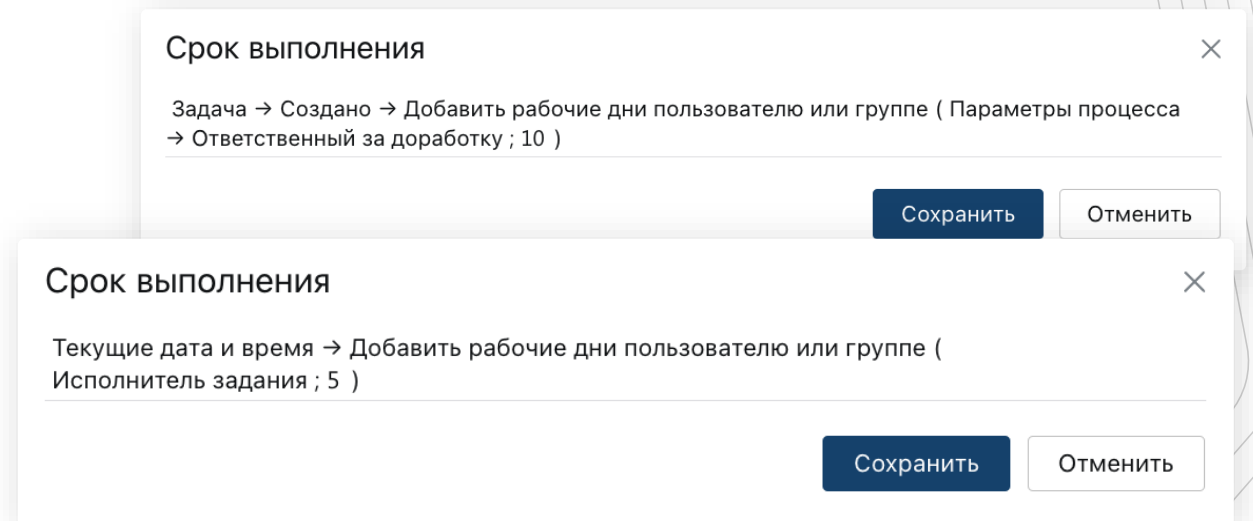 Срок выполнения
Задача → Создано → Добавить рабочие дни пользователю или группе ( Параметры процесса
→ Ответственный за доработку ; 10 )
Сохранить
Отменить
Срок выполнения
Текущие дата и время → Добавить рабочие дни пользователю или группе (
Исполнитель задания ; 5 )
Сохранить
Отменить